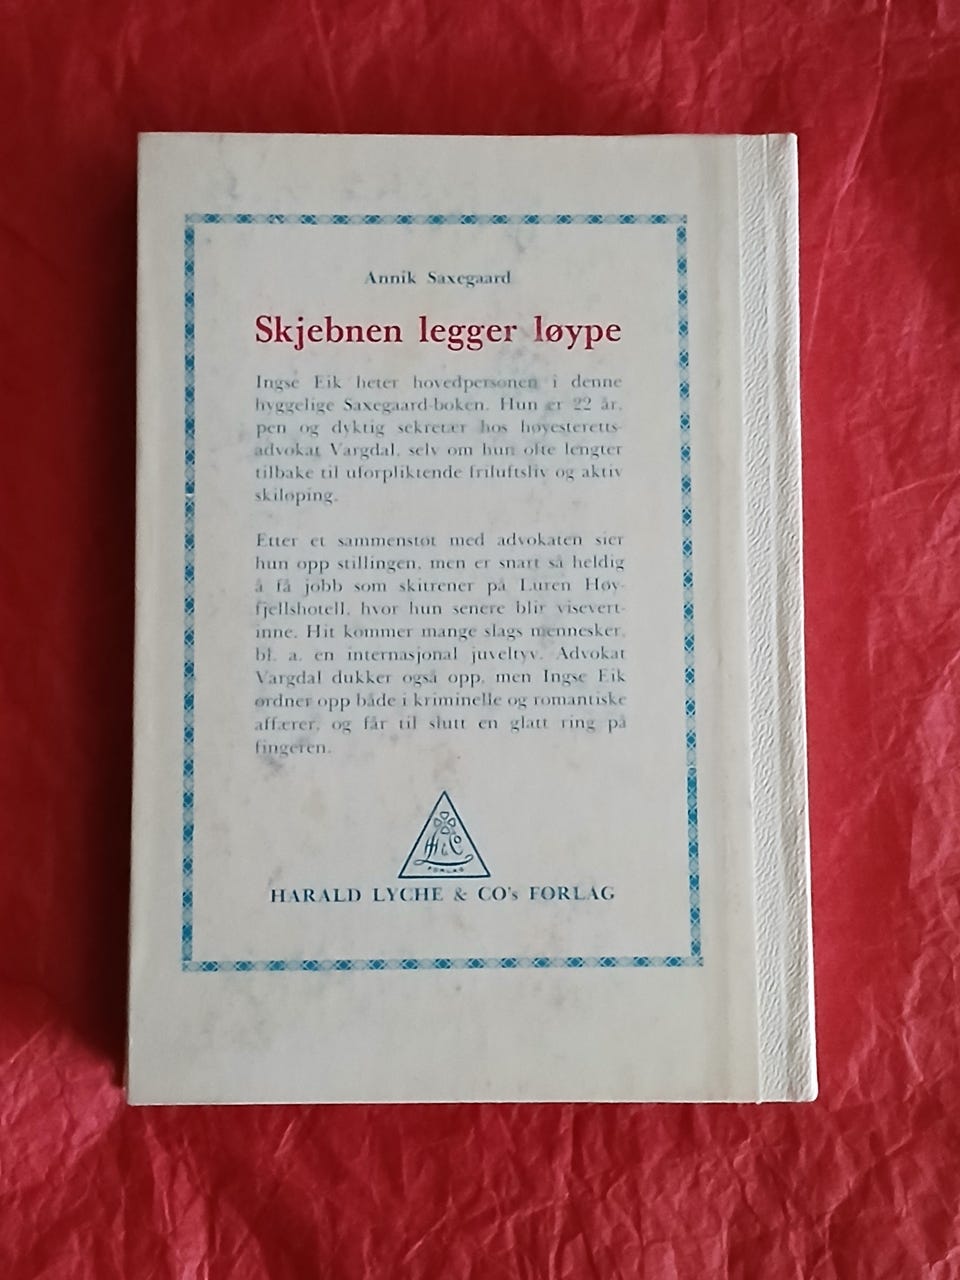 Annik Saxegaard
Skjebnen legger løype
Ingse Eik heter hovedpersonen i denne
hyggelige Saxegaard-boken. Hun er 22 år,
pen og dyktig sekretær hos høyesteretts-
advokat Vargdal, selv om hun ofte lengter
tilbake til uforpliktende friluftsliv og aktiv
skiløping.
Etter et sammenstøt med advokaten sier
hun opp stillingen, men er snart så heldig
å få jobb som skitrener på Luren Høy-
fjellshotell, hvor hun senere blir visevert-
inne. Hit kommer mange slags mennesker,
bl. a. en internasjonal juveltyv. Advokat
Vargdal dukker også opp, men Ingse Eik
ordner opp både i kriminelle og romantiske
affærer, og får til slutt en glatt ring på
fingeren.
H L & Co
FORLAG
HARALD LYCHE & CO's FORLAG